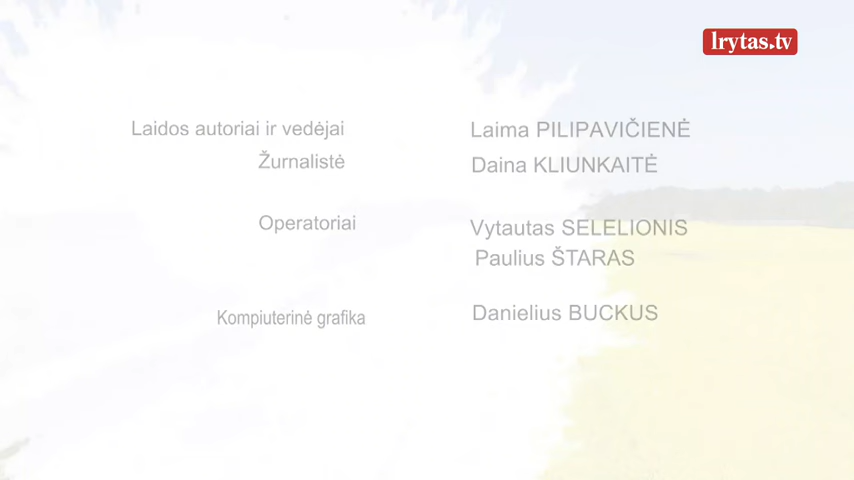 lrytas.tv
Laidos autoriai ir vedėjai Laima PILIPAVIČIENĖ
Žurnalistė Daina KLIUNKAITĖ
Operatoriai Vytautas SELELIONIS
Paulius ŠTARAS
Kompiuterinė grafika Danielius BUCKUS